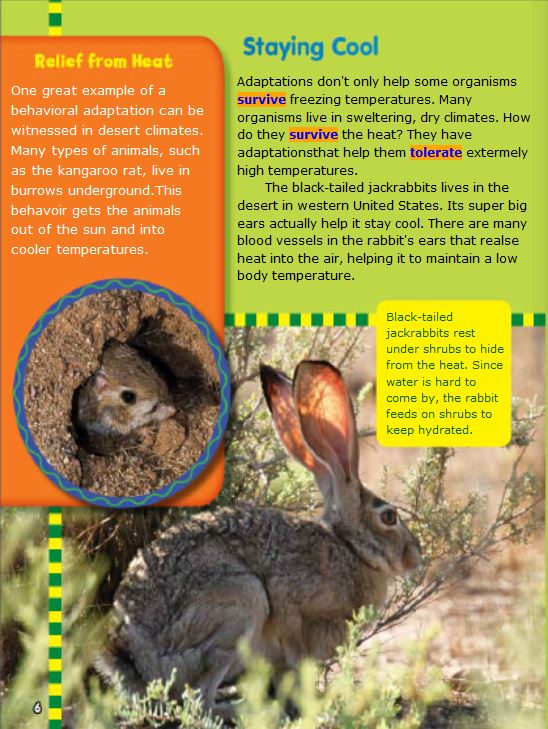 Relief from Heat
One great example of a
behavioral adaptation can be
witnessed in desert climates.
Many types of animals, such
as the kangaroo rat, live in
burrows underground.This
behavoir gets the animals
out of the sun and into
cooler temperatures.
Staying Cool
Adaptations don't only help some organisms
survive freezing temperatures. Many
organisms live in sweltering, dry climates. How
do they survive the heat? They have
adaptationsthat help them tolerate extermely
high temperatures.
The black-tailed jackrabbits lives in the
desert in western United States. Its super big
ears actually help it stay cool. There are many
blood vessels in the rabbit's ears that realse
heat into the air, helping it to maintain a low
body temperature.
Black-tailed
jackrabbits rest
under shrubs to hide
from the heat. Since
water is hard to
come by, the rabbit
feeds on shrubs to
keep hydrated.
6